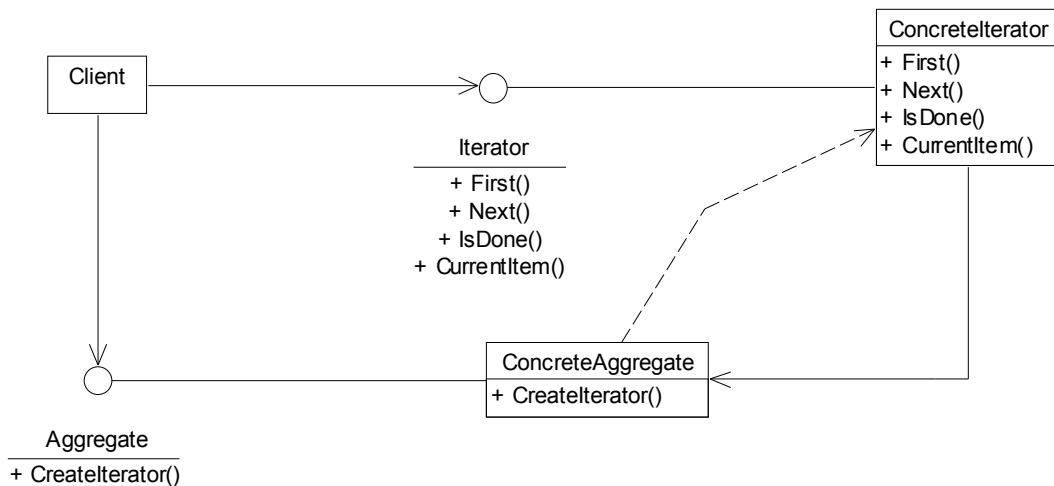 Client
ConcreteIterator
+ First()
+ Next()
+ IsDone()
+ CurrentItem()
Iterator
+ First()
+ Next()
+ IsDone()
+ CurrentItem()
ConcreteAggregate
+ CreateIterator()
Aggregate
+ CreateIterator()